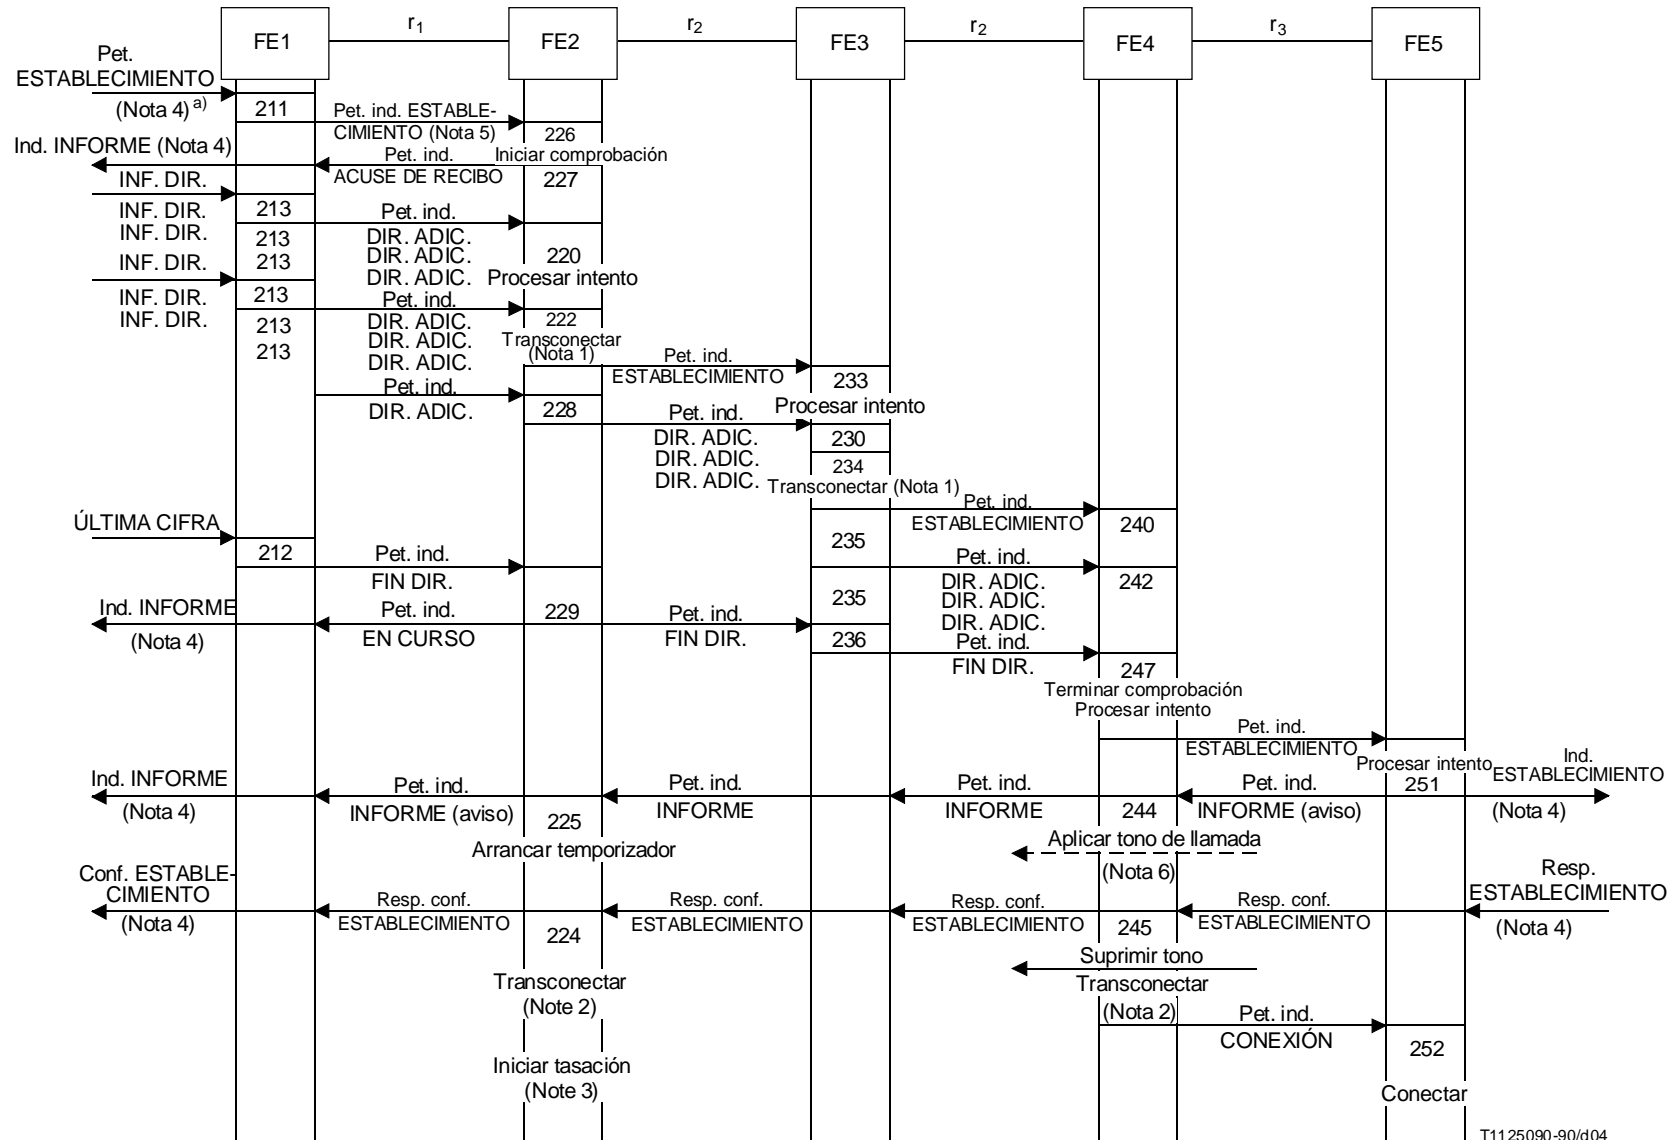 r1
r2
r2
r3
FE1
FE2
FE3
FE4
FE5
Pet.
ESTABLECIMIENTO
(Nota 4) a)
211
Pet. ind. ESTABLE-
CIMIENTO (Nota 5)
226
Ind. INFORME (Nota 4)
Pet. ind.
Iniciar comprobación
ACUSE DE RECIBO
227
INF. DIR.
INF. DIR.
213
Pet. ind.
INF. DIR.
213
DIR. ADIC.
DIR. ADIC.
220
INF. DIR.
213
DIR. ADIC.
Procesar intento
INF. DIR.
213
Pet. ind.
INF. DIR.
213
DIR. ADIC.
222
DIR. ADIC.
Transconectar
213
DIR. ADIC.
(Nota 1)
Pet. ind.
ESTABLECIMIENTO
233
Pet. ind.
DIR. ADIC.
228
Procesar intento
Pet. ind.
DIR. ADIC.
230
DIR. ADIC.
234
DIR. ADIC.
Transconectar (Nota 1)
Pet. ind.
ESTABLECIMIENTO
240
ÚLTIMA CIFRA
212
235
Pet. ind.
FIN DIR.
Pet. ind.
DIR. ADIC.
242
DIR. ADIC.
DIR. ADIC.
235
Ind. INFORME
(Nota 4)
Pet. ind.
EN CURSO
229
Pet. ind.
FIN DIR.
236
Pet. ind.
FIN DIR.
247
Terminar comprobación
Procesar intento
Pet. ind.
ESTABLECIMIENTO
Procesar intento
251
Ind.
ESTABLECIMIENTO
(Nota 4)
Ind. INFORME
(Nota 4)
Pet. ind.
INFORME (aviso)
225
Pet. ind.
INFORME
Pet. ind.
INFORME
244
Pet. ind.
INFORME (aviso)
Arrancar temporizador
Aplicar tono de llamada
(Nota 6)
Conf. ESTABLE-
CIMIENTO
(Nota 4)
Resp. conf.
ESTABLECIMIENTO
224
Resp. conf.
ESTABLECIMIENTO
Resp. conf.
ESTABLECIMIENTO
245
Resp. conf.
ESTABLECIMIENTO
Resp.
ESTABLECIMIENTO
(Nota 4)
Suprimir tono
Transconectar
(Note 2)
Transconectar
(Nota 2)
Pet. ind.
CONEXIÓN
252
Iniciar tasación
(Note 3)
Conectar
T1125090-90/d04